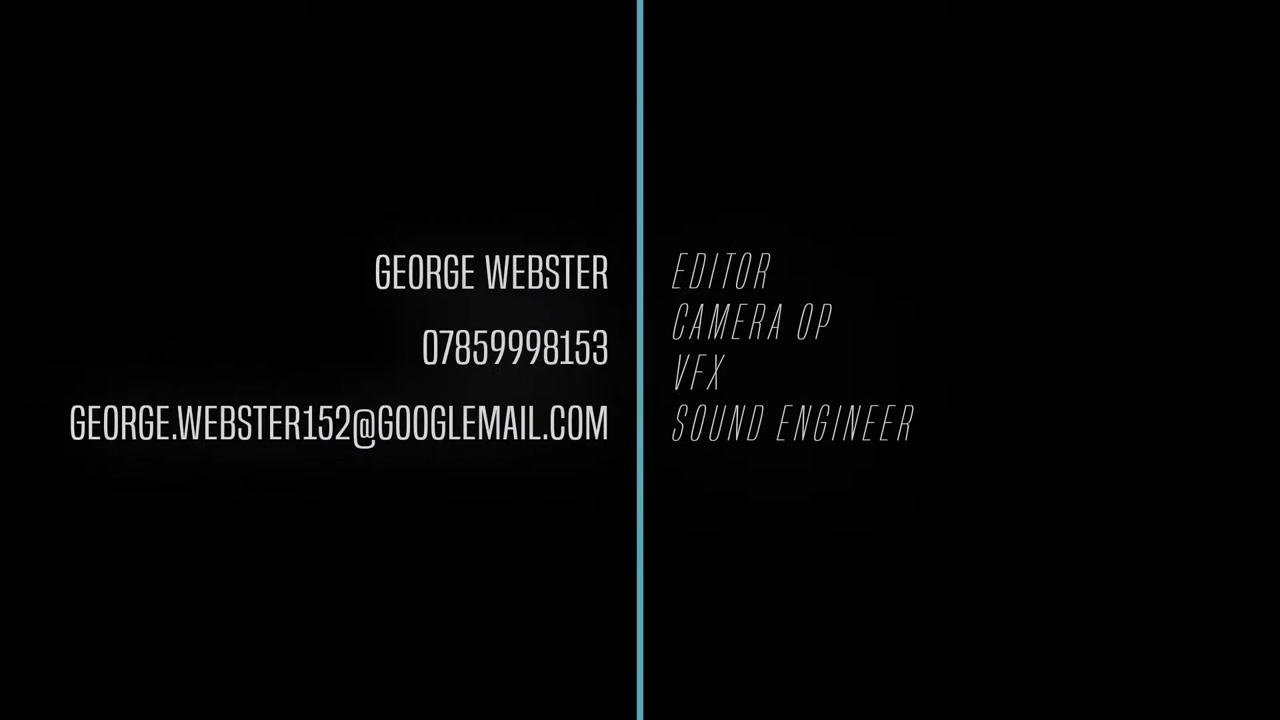 GEORGE WEBSTER
07859998153
GEORGE.WEBSTER152@GOOGLEMAIL.COM
EDITOR
CAMERA OP
VFX
SOUND ENGINEER